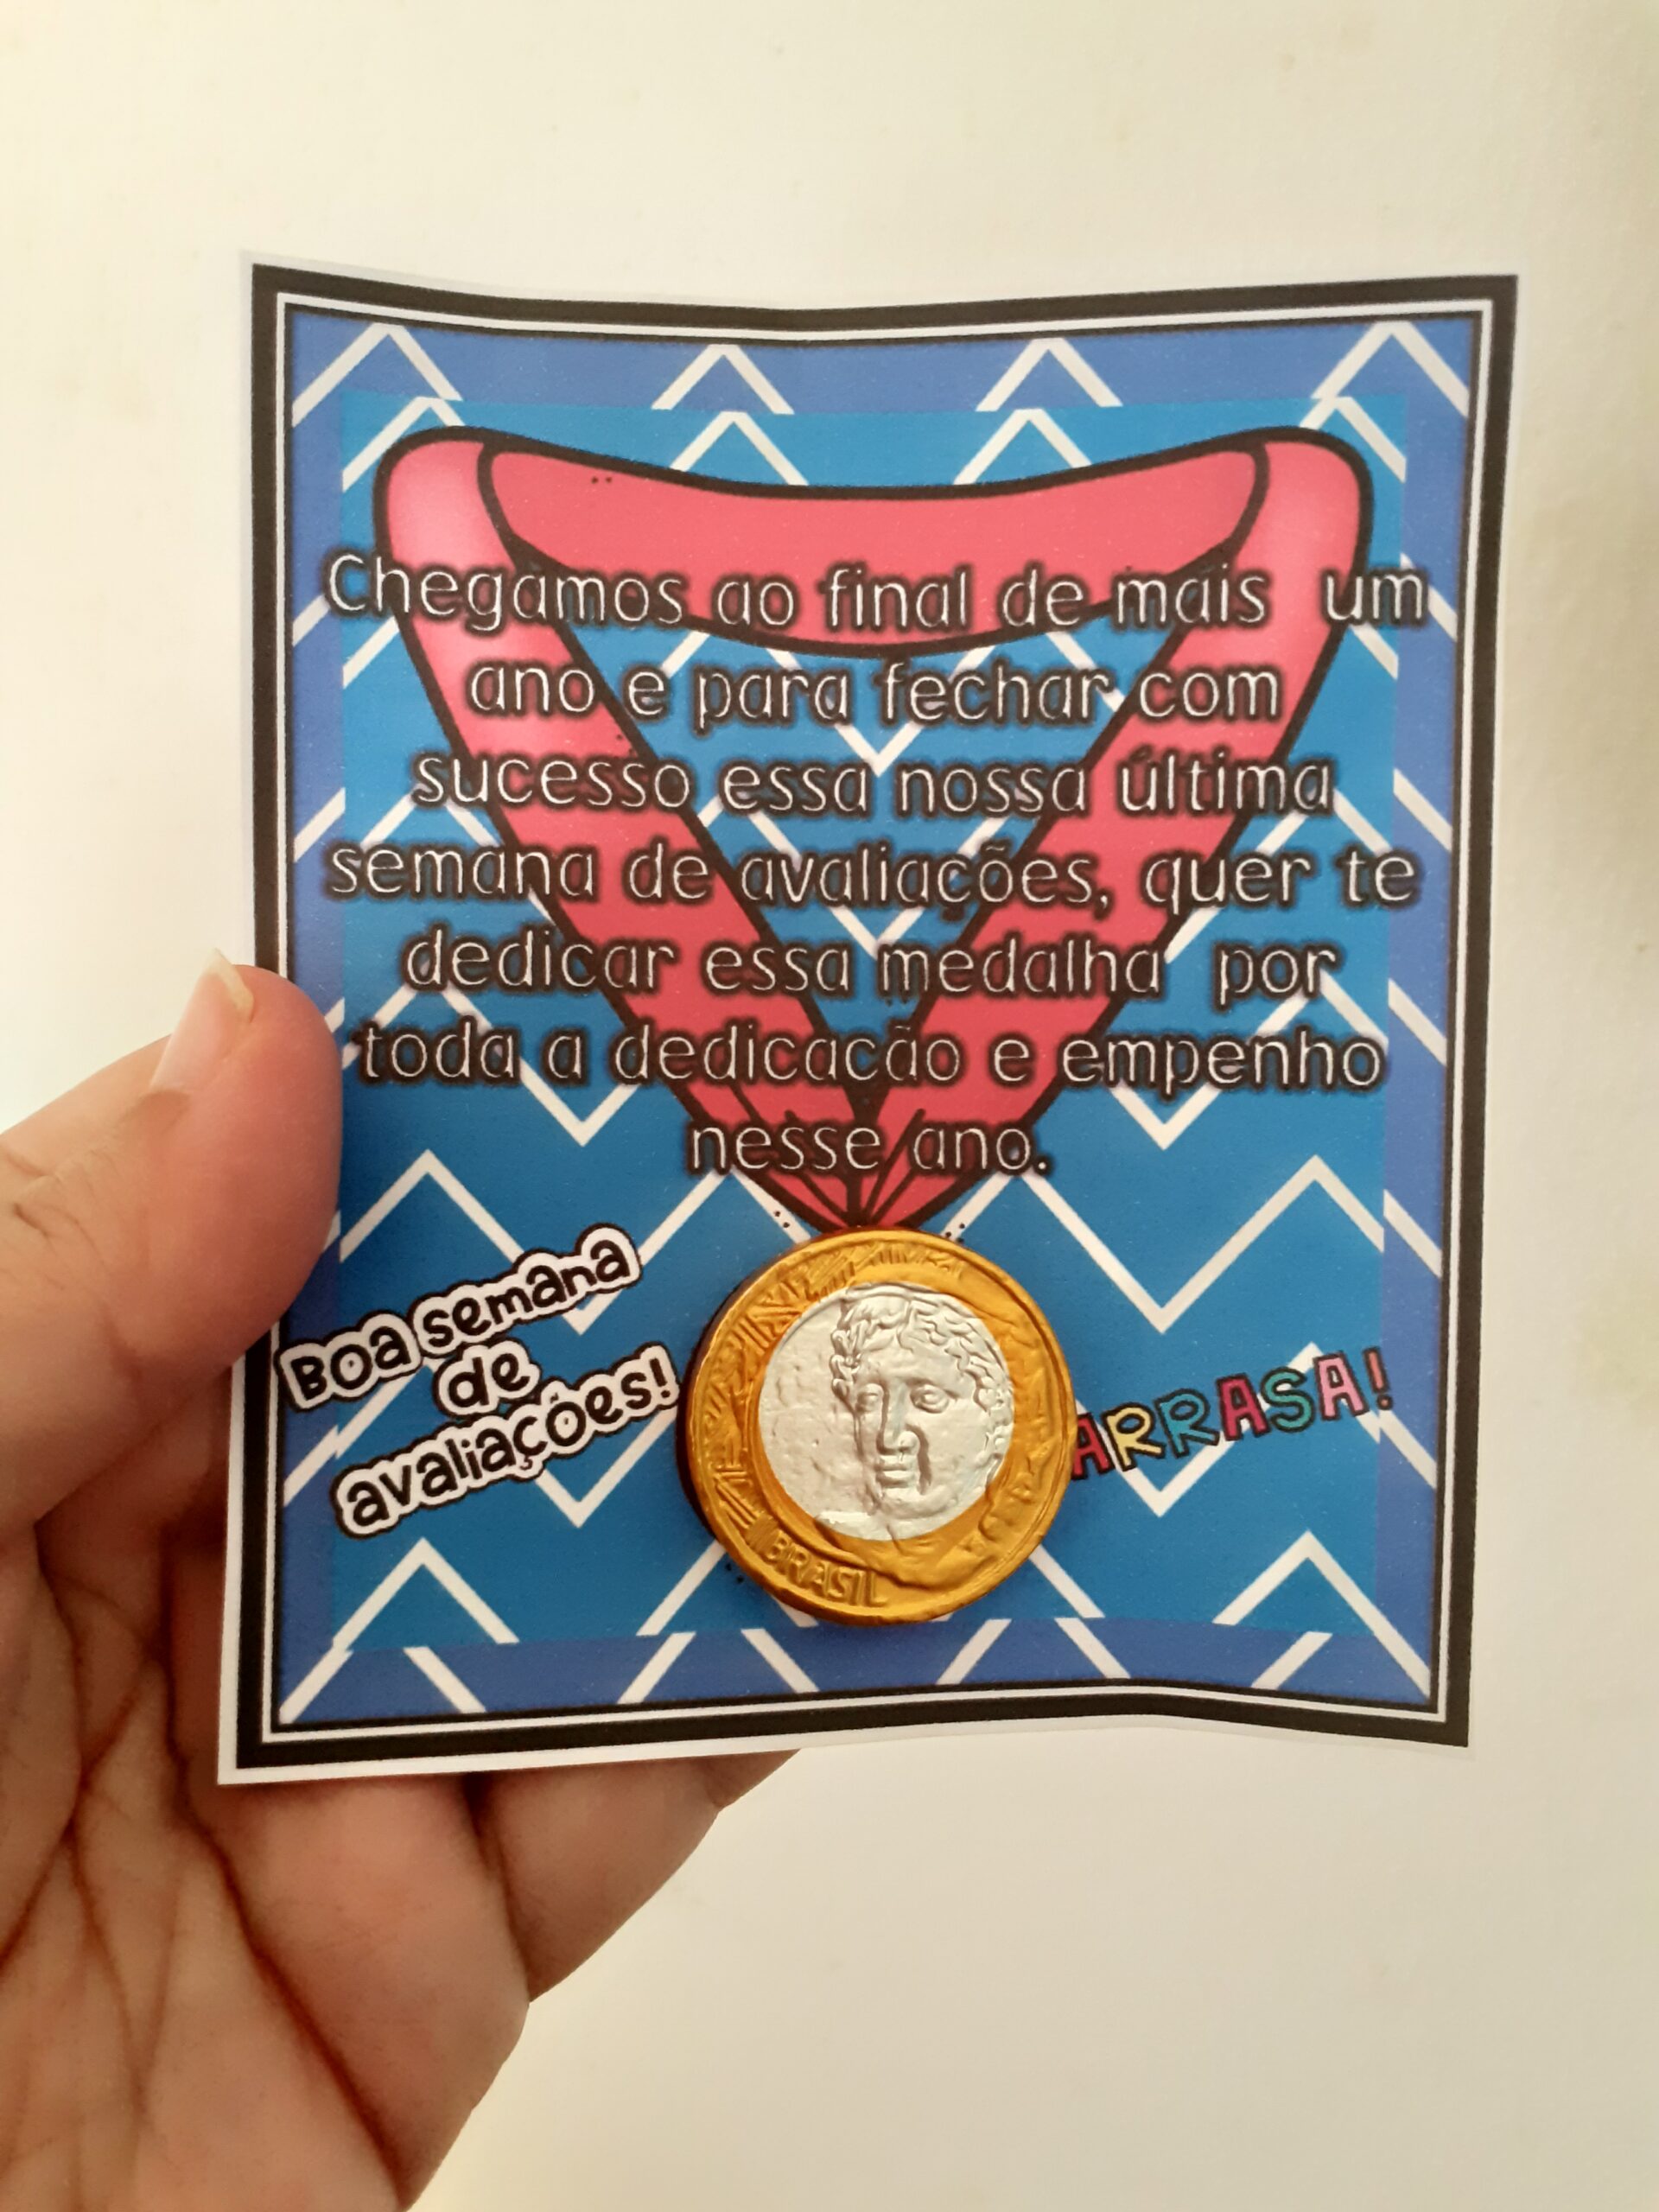 Chegamos ao final de mais um
ano e para fechar com
sucesso essa nossa última
semana de avaliações, quer te
dedicar essa medalha por
toda a dedicação e empenho
nesse ano.
Boa semana
de
avaliações!
ARRASA!
BRASIL